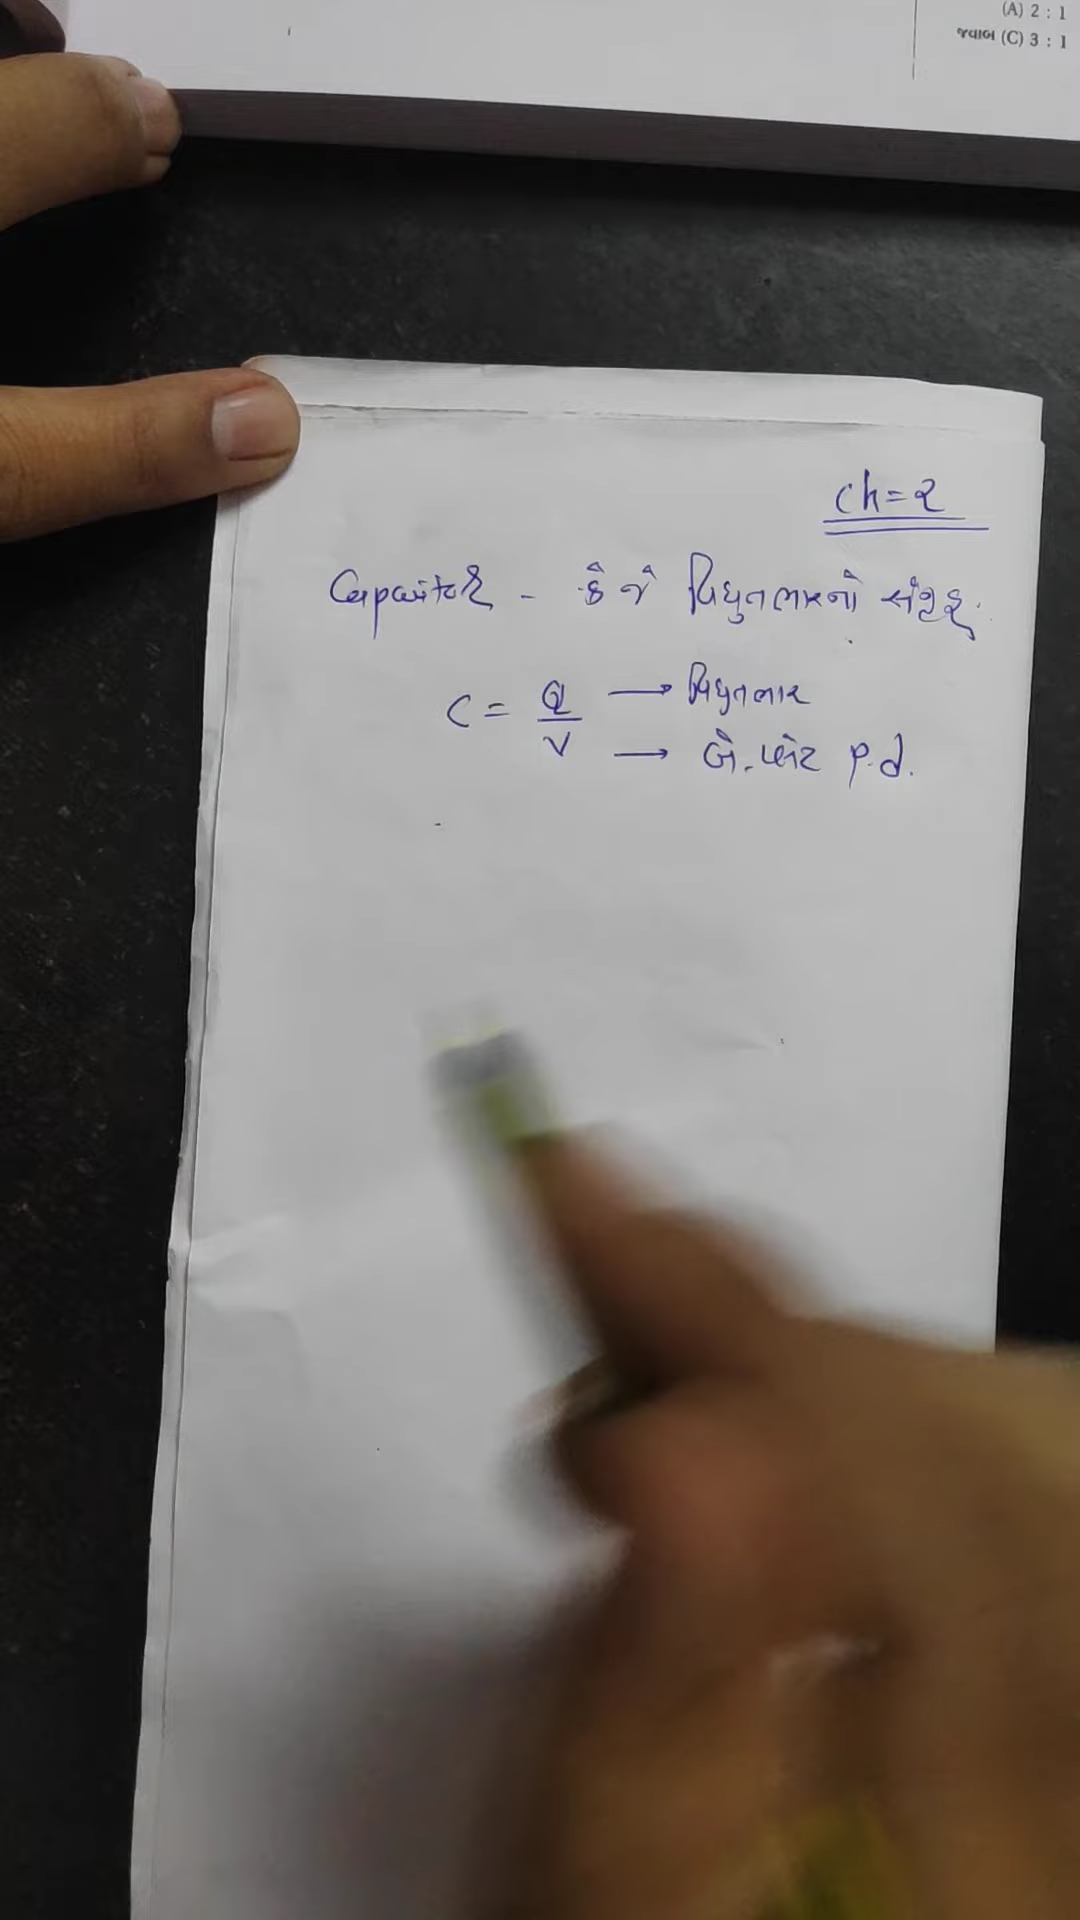 (A) 2 : 1
જવાબ (C) 3 : 1
Ch = 2
Capacitor - કે જે વિધુતભારનો સંગ્રહ.
C = Q/V → વિધુતભાર
→ બે. પ્લેટ P.d.